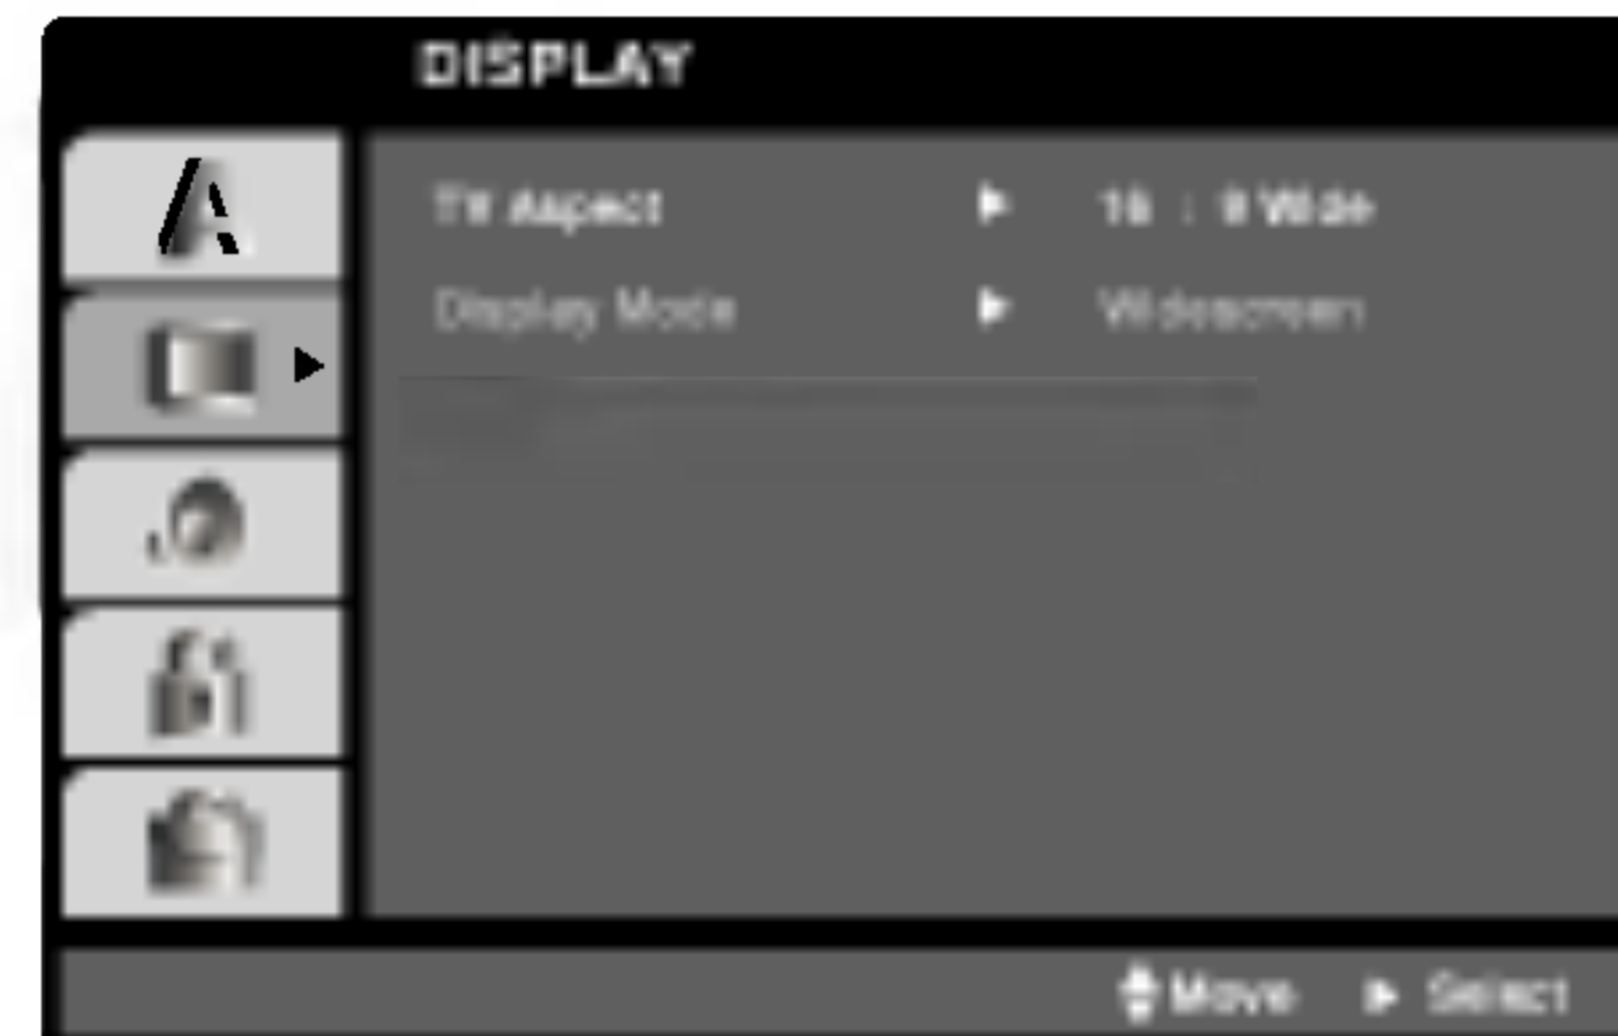 DISPLAY
TV Aspect ► 16 : 9 Wide
Display Mode ► Widescreen
Move ► Select